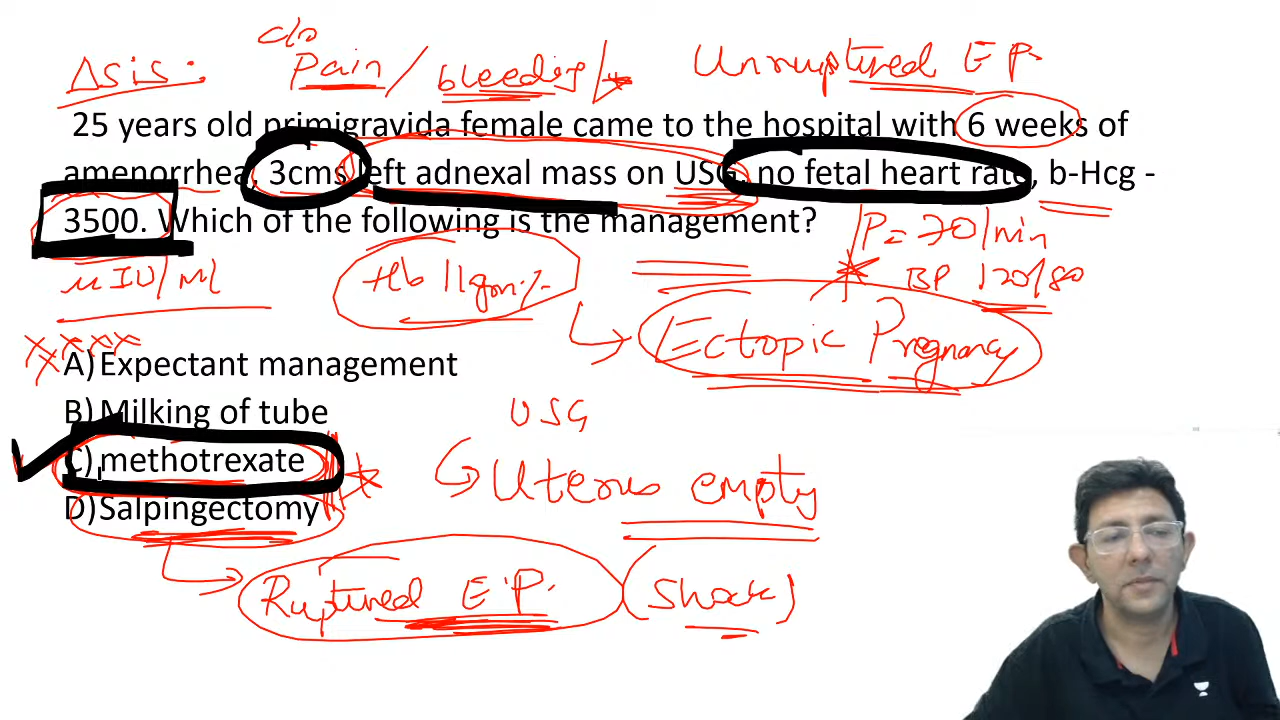 c/o
Δsis:
Pain / bleeding /
Unruptured E P.
25 years old primigravida female came to the hospital with 6 weeks of
amenorrhea, 3cms left adnexal mass on USG, no fetal heart rate, b-Hcg -
3500. Which of the following is the management?
P = 70/min
μIU/ml
Hb 11gm%
BP 120/80
Ectopic Pregnancy
A) Expectant management
B) Milking of tube
USG
C) methotrexate
Uterus empty
D) Salpingectomy
Ruptured E.P. (Shock)